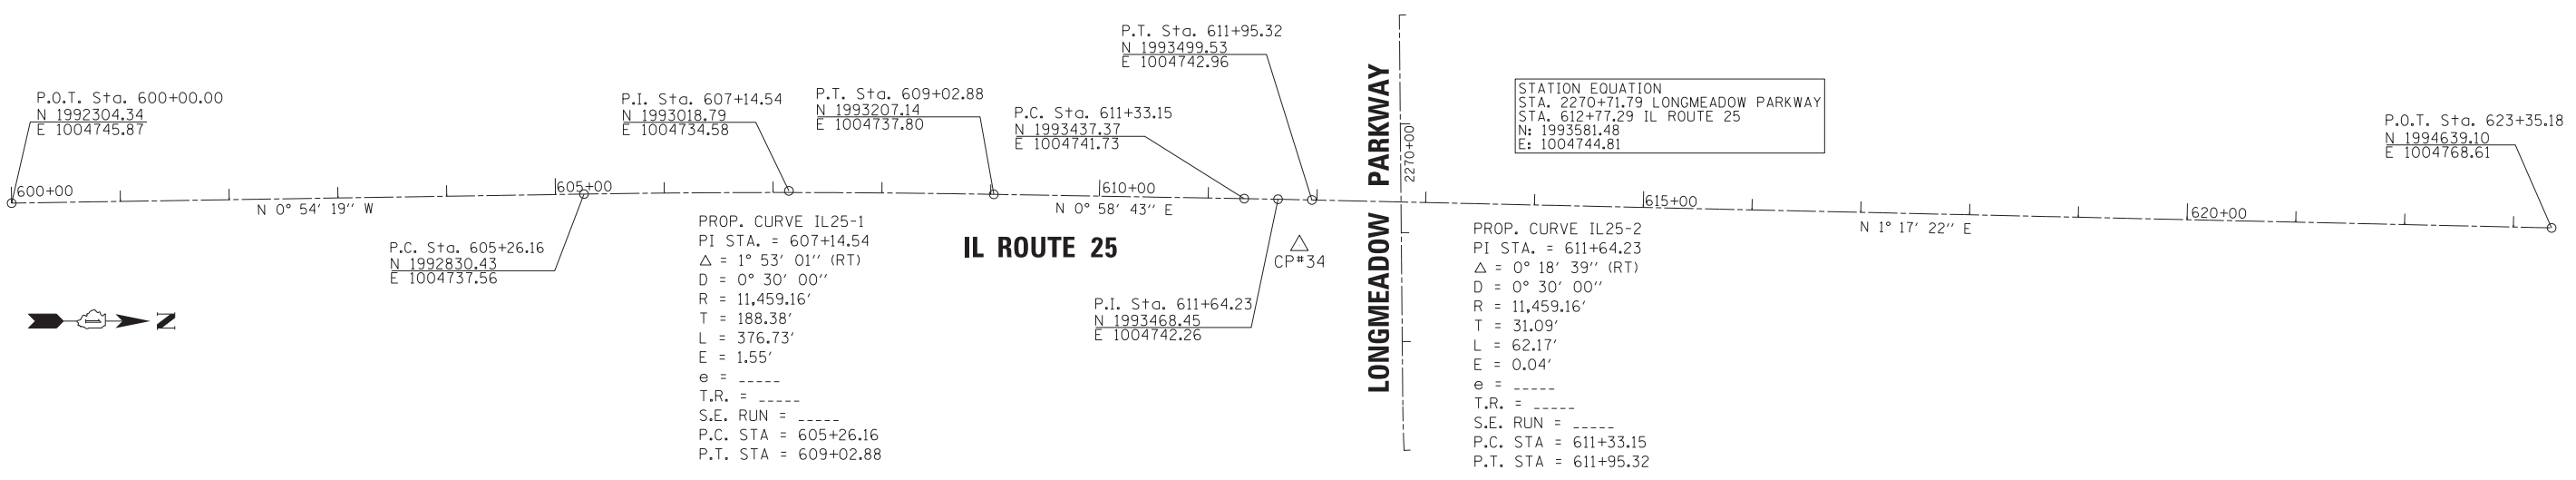 P.O.T. Sta. 600+00.00
N 1992304.34
E 1004745.87
600+00
N 0° 54' 19'' W
P.C. Sta. 605+26.16
N 1992830.43
E 1004737.56
605+00
P.I. Sta. 607+14.54
N 1993018.79
E 1004734.58
P.T. Sta. 609+02.88
N 1993207.14
E 1004737.80
PROP. CURVE IL25-1
PI STA. = 607+14.54
△ = 1° 53' 01'' (RT)
D = 0° 30' 00''
R = 11,459.16'
T = 188.38'
L = 376.73'
E = 1.55'
e = _____
T.R. = _____
S.E. RUN = _____
P.C. STA = 605+26.16
P.T. STA = 609+02.88
IL ROUTE 25
P.C. Sta. 611+33.15
N 1993437.37
E 1004741.73
610+00
N 0° 58' 43'' E
P.T. Sta. 611+95.32
N 1993499.53
E 1004742.96
P.I. Sta. 611+64.23
N 1993468.45
E 1004742.26
CP#34
LONGMEADOW PARKWAY
2270+00
STATION EQUATION
STA. 2270+71.79 LONGMEADOW PARKWAY
STA. 612+77.29 IL ROUTE 25
N: 1993581.48
E: 1004744.81
615+00
PROP. CURVE IL25-2
PI STA. = 611+64.23
△ = 0° 18' 39'' (RT)
D = 0° 30' 00''
R = 11,459.16'
T = 31.09'
L = 62.17'
E = 0.04'
e = _____
T.R. = _____
S.E. RUN = _____
P.C. STA = 611+33.15
P.T. STA = 611+95.32
N 1° 17' 22'' E
620+00
P.O.T. Sta. 623+35.18
N 1994639.10
E 1004768.61
N